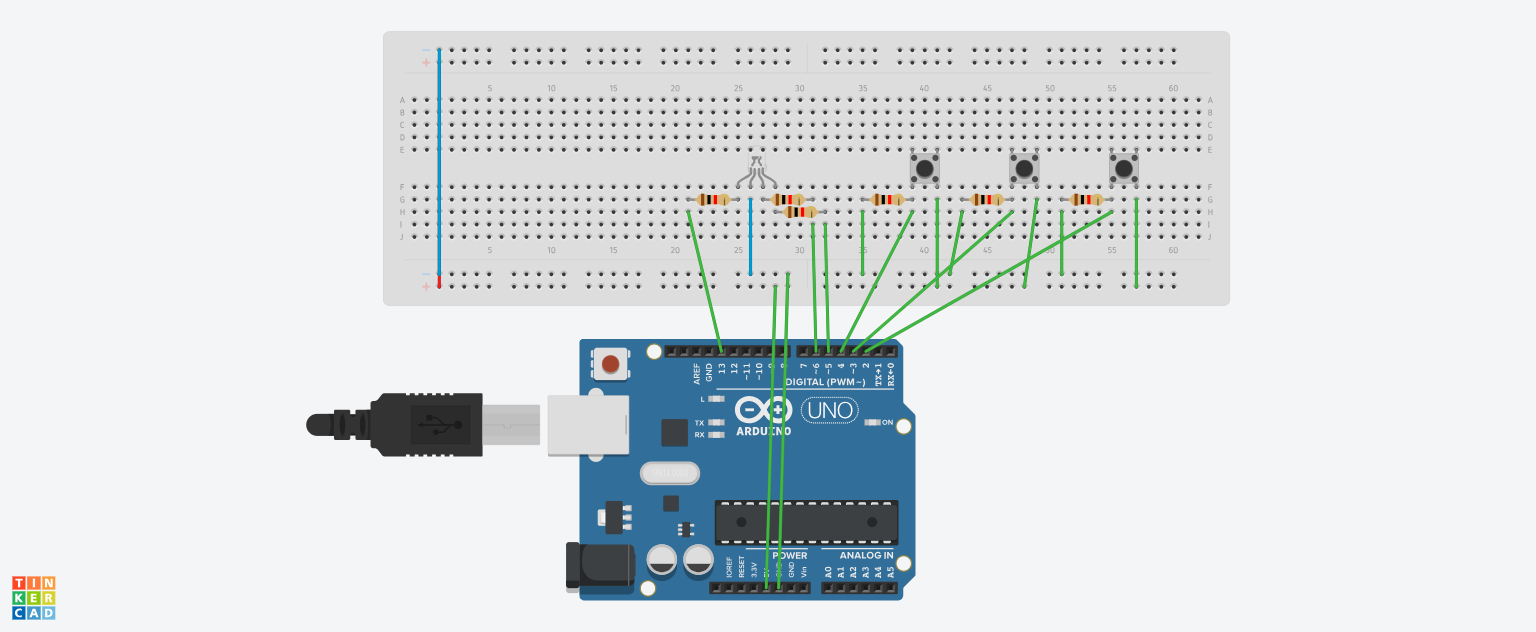 5 10 15 20 25 30 35 40 45 50 55 60
A A
B B
C C
D D
E E
F F
G G
H H
I I
J J
5 10 15 20 25 30 35 40 45 50 55 60
AREF GND 13 12 ~11 ~10 7 ~6 ~5 4 ~3 2 TX→1 RX←0
DIGITAL (PWM~)
L
TX
RX
UNO
ARDUINO
ON
POWER ANALOG IN
IOREF RESET 3.3V 5V GND GND Vin A0 A1 A2 A3 A4 A5
TIN
KER
CAD